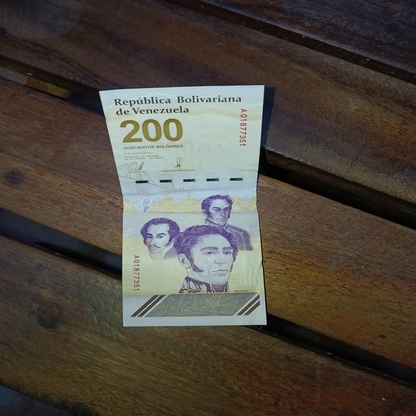 República Bolivariana
de Venezuela
A01877351
200
DOSCIENTOS BOLÍVARES
A01877351